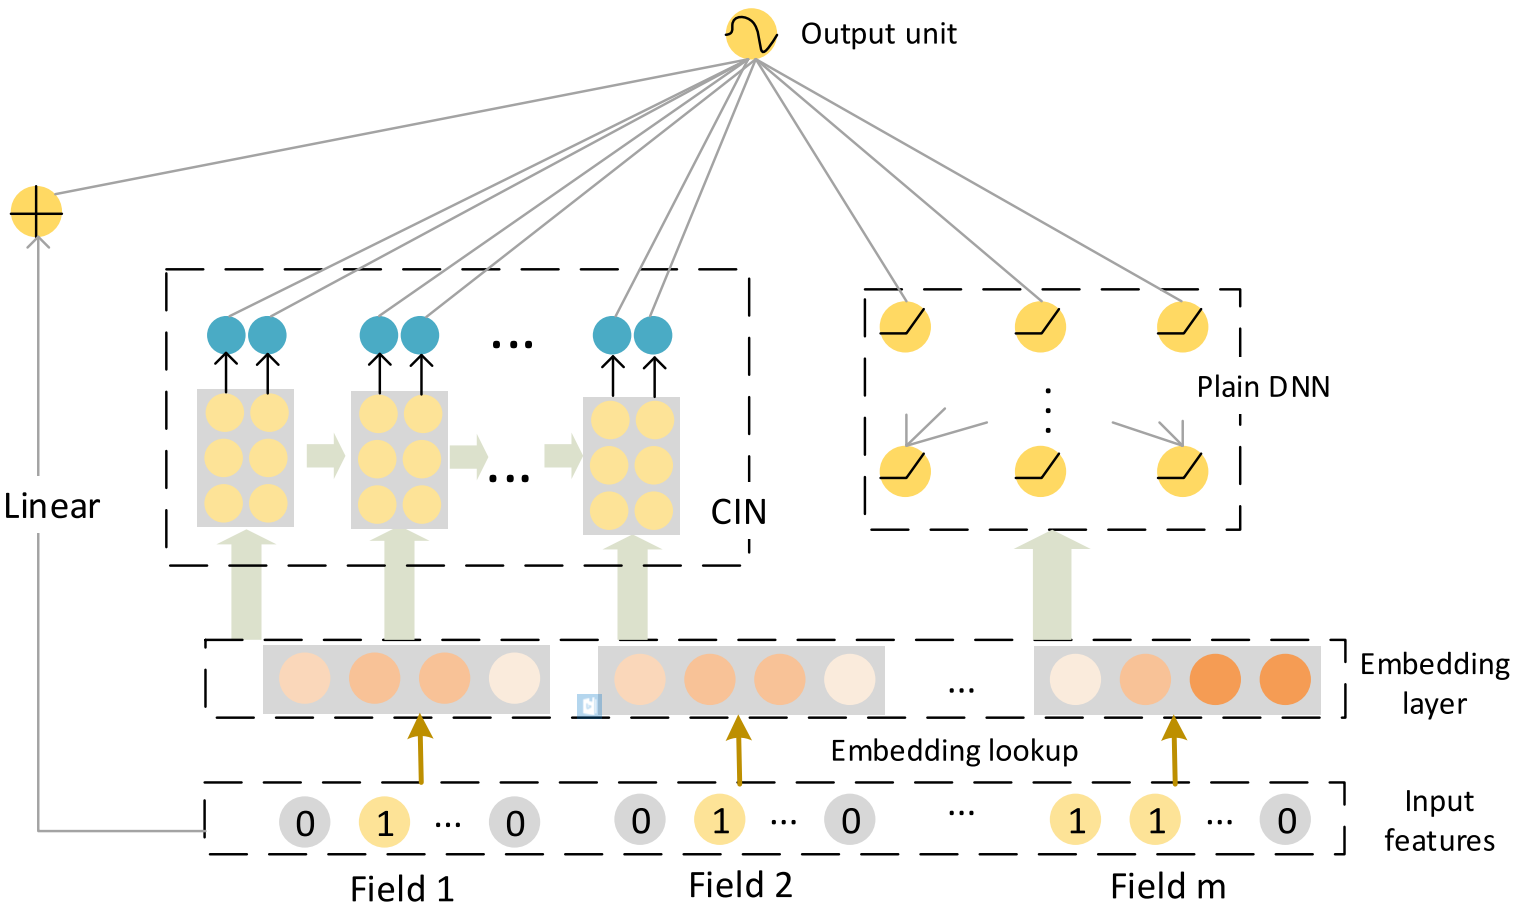 Output unit
Plain DNN
Linear
...
...
CIN
Embedding
layer
...
Embedding lookup
0 1 ... 0 0 1 ... 0 ... 1 1 ... 0
Input
features
Field 1 Field 2 Field m